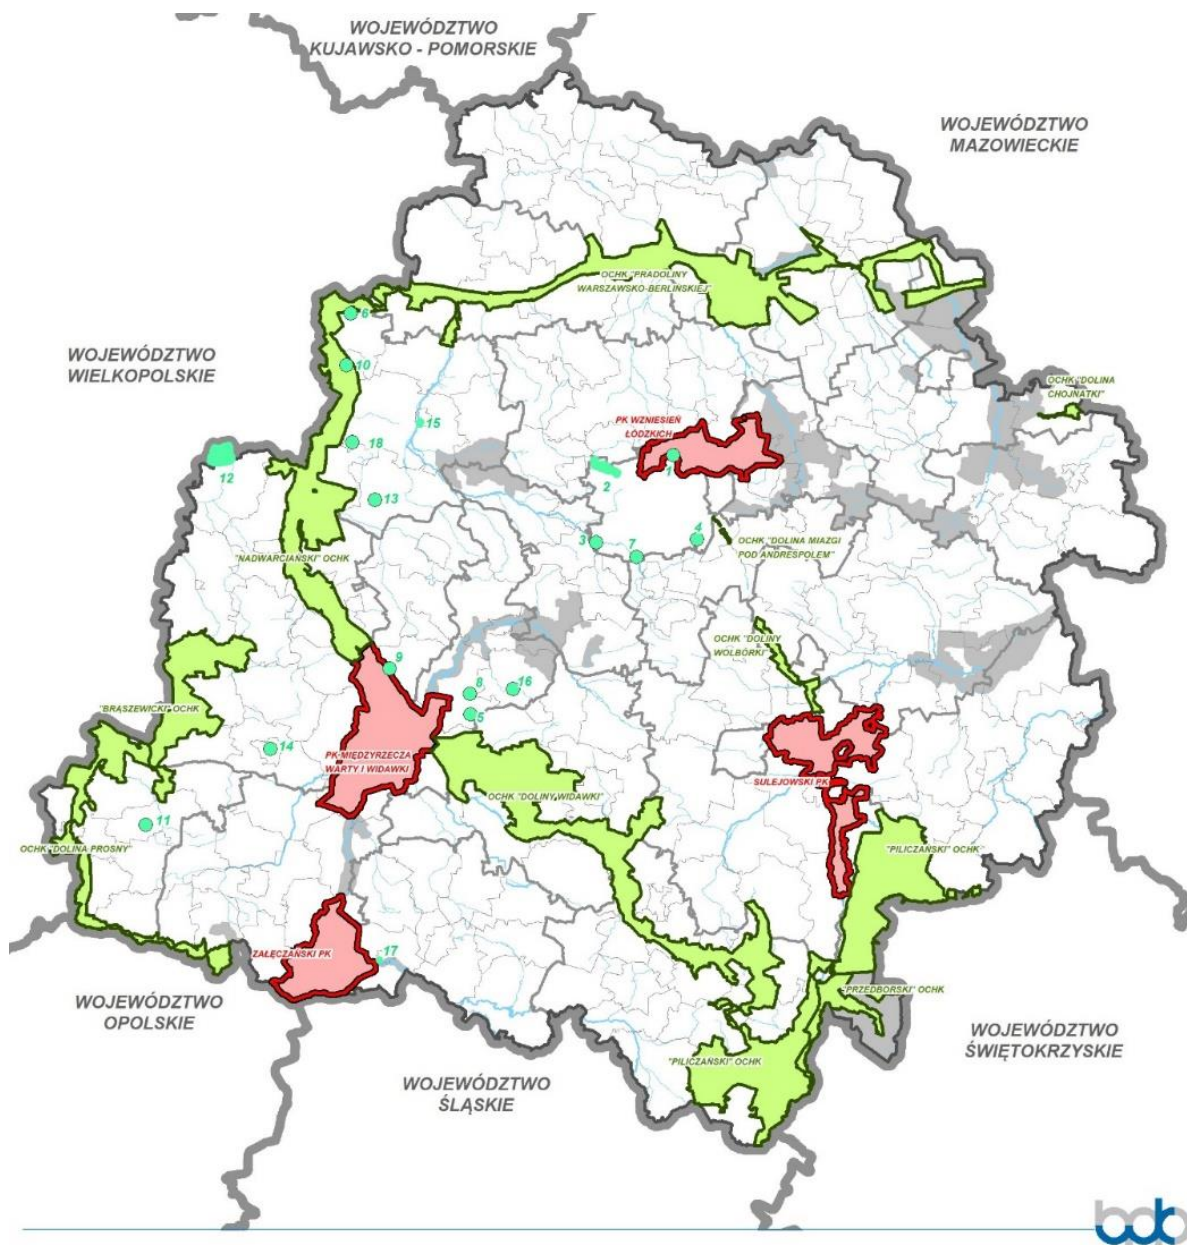 WOJEWÓDZTWO
KUJAWSKO - POMORSKIE
WOJEWÓDZTWO
MAZOWIECKIE
OCHK "PRADOLINY
WARSZAWSKO-BERLIŃSKIEJ"
6
WOJEWÓDZTWO
WIELKOPOLSKIE
10
OCHK "DOLINA
CHOJNATKI"
15
PK WZNIESIEŃ
ŁÓDZKICH
18
1
12
2
13
4
3
7
OCHK "DOLINA MIAZGI
POD ANDRESPOLEM"
"NADWARCIAŃSKI" OCHK
OCHK "DOLINY
WOLBÓRKI"
9
8
16
"BRĄSZEWICKI" OCHK
5
14
PK MIĘDZYRZECZA
WARTY I WIDAWKI
SULEJOWSKI PK
OCHK "DOLINY WIDAWKI"
11
OCHK "DOLINA PROSNY"
"PILICZAŃSKI" OCHK
ZAŁĘCZAŃSKI PK
17
"PRZEDBORSKI" OCHK
WOJEWÓDZTWO
OPOLSKIE
WOJEWÓDZTWO
ŚWIĘTOKRZYSKIE
"PILICZAŃSKI" OCHK
WOJEWÓDZTWO
ŚLĄSKIE